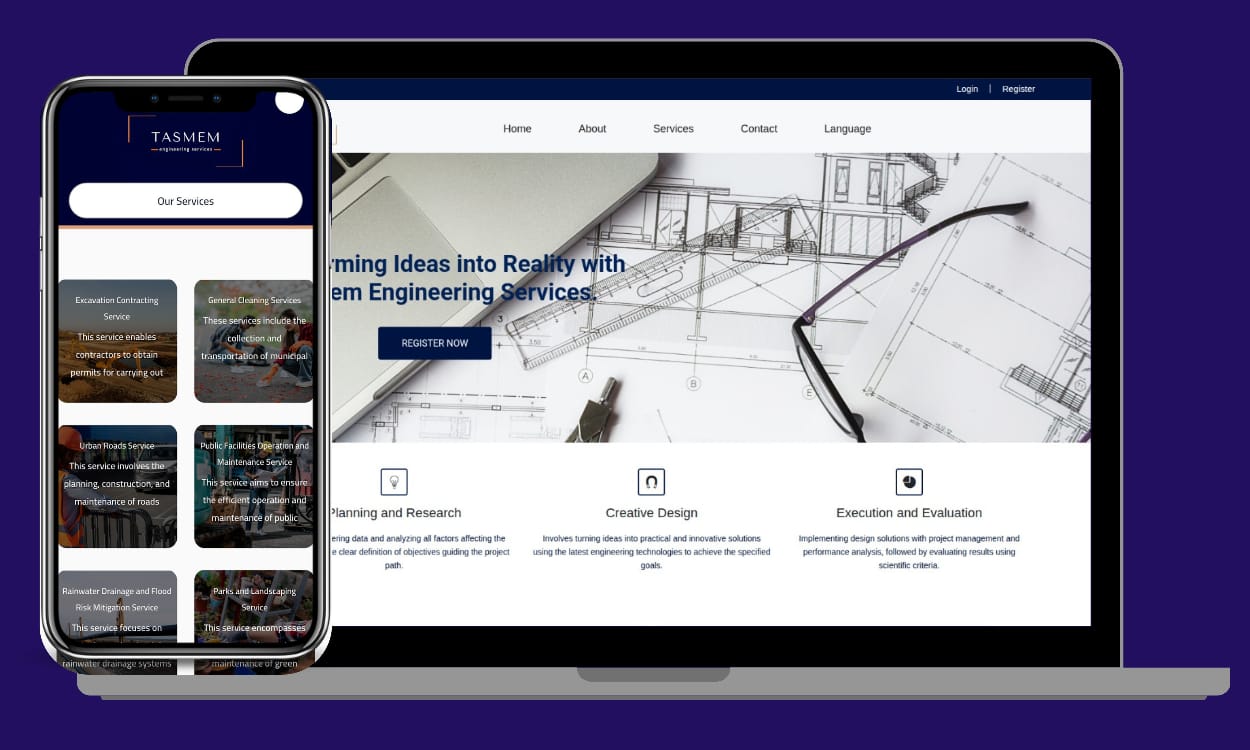 TASMEM
engineering services
Our Services
Excavation Contracting
Service
This service enables
contractors to obtain
permits for carrying out
General Cleaning Services
These services include the
collection and
transportation of municipal
Urban Roads Service
This service involves the
planning, construction, and
maintenance of roads
Public Facilities Operation and
Maintenance Service
This service aims to ensure
the efficient operation and
maintenance of public
Rainwater Drainage and Flood
Risk Mitigation Service
This service focuses on
rainwater drainage systems
Parks and Landscaping
Service
This service encompasses
maintenance of green
Login | Register
Home About Services Contact Language
rming Ideas into Reality with
em Engineering Services.
REGISTER NOW
A
B
E
Planning and Research
ering data and analyzing all factors affecting the
e clear definition of objectives guiding the project
path.
Creative Design
Involves turning ideas into practical and innovative solutions
using the latest engineering technologies to achieve the specified
goals.
Execution and Evaluation
Implementing design solutions with project management and
performance analysis, followed by evaluating results using
scientific criteria.